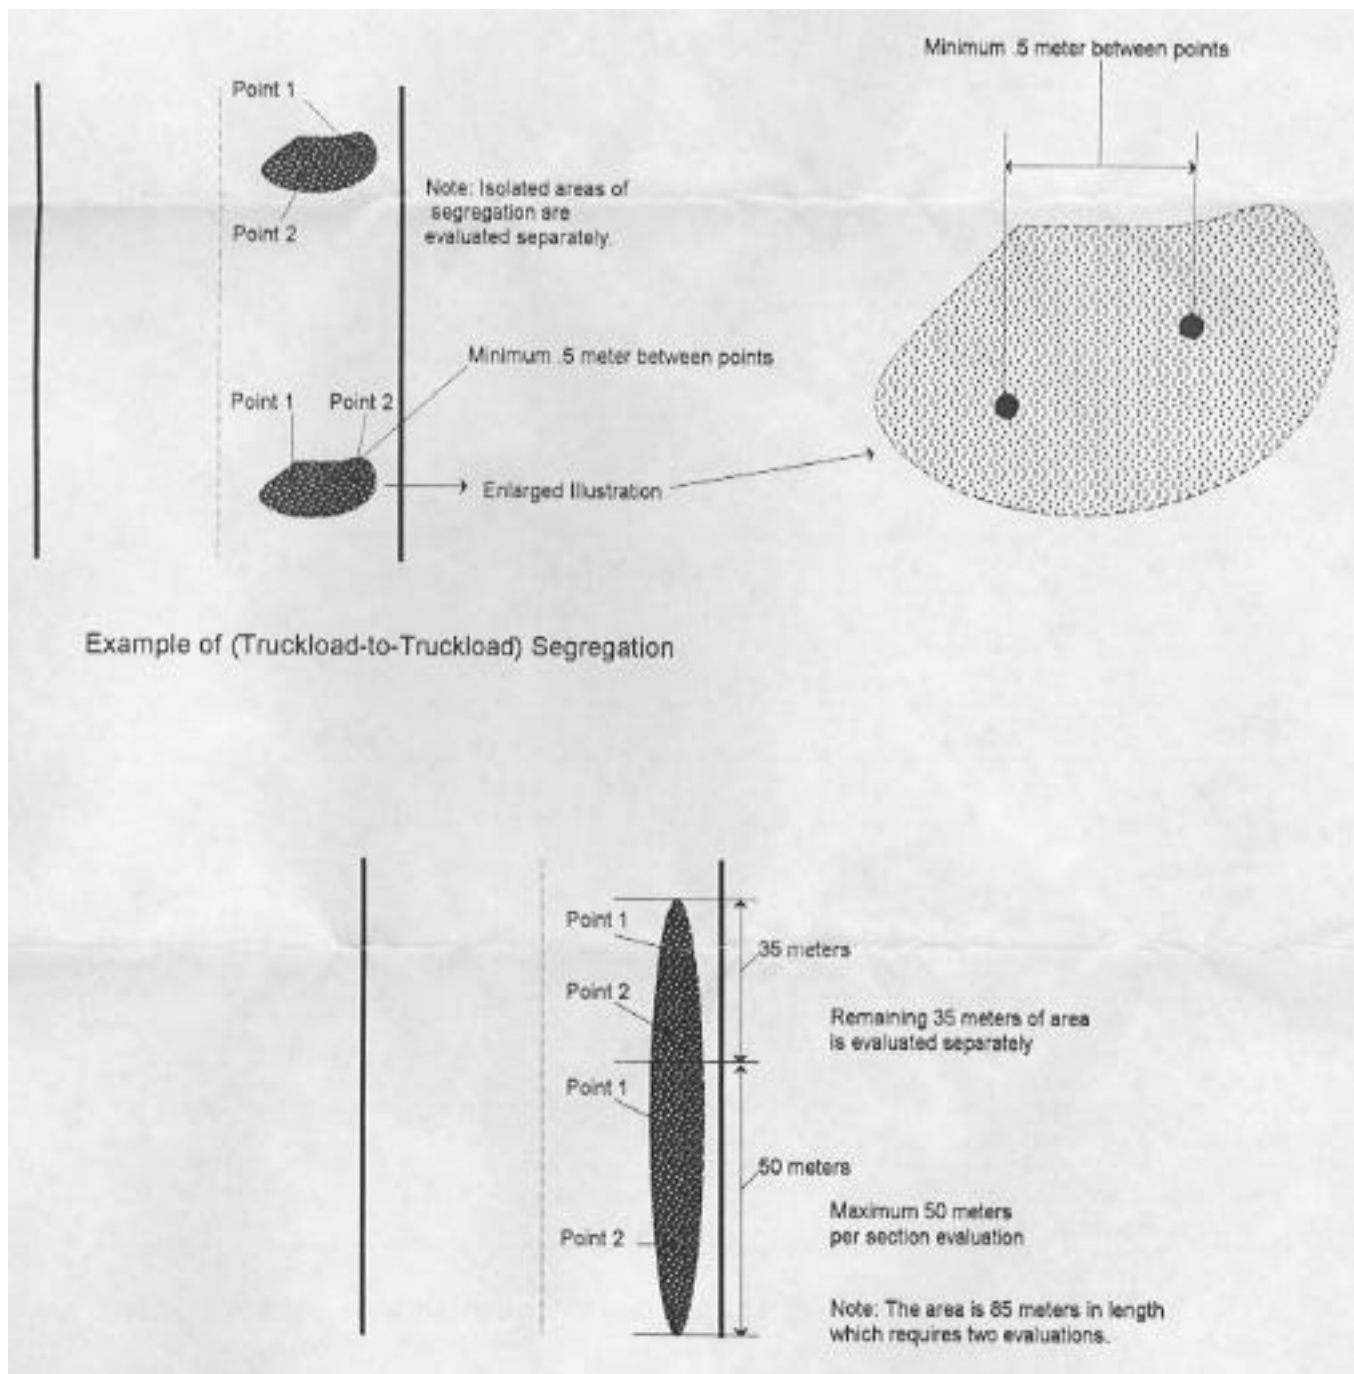 Minimum .5 meter between points
Point 1
Note: Isolated areas of
segregation are
evaluated separately.
Point 2
Minimum .5 meter between points
Point 1
Point 2
Enlarged Illustration
Example of (Truckload-to-Truckload) Segregation
Point 1
35 meters
Point 2
Remaining 35 meters of area
is evaluated separately
Point 1
50 meters
Maximum 50 meters
per section evaluation
Point 2
Note: The area is 85 meters in length
which requires two evaluations.